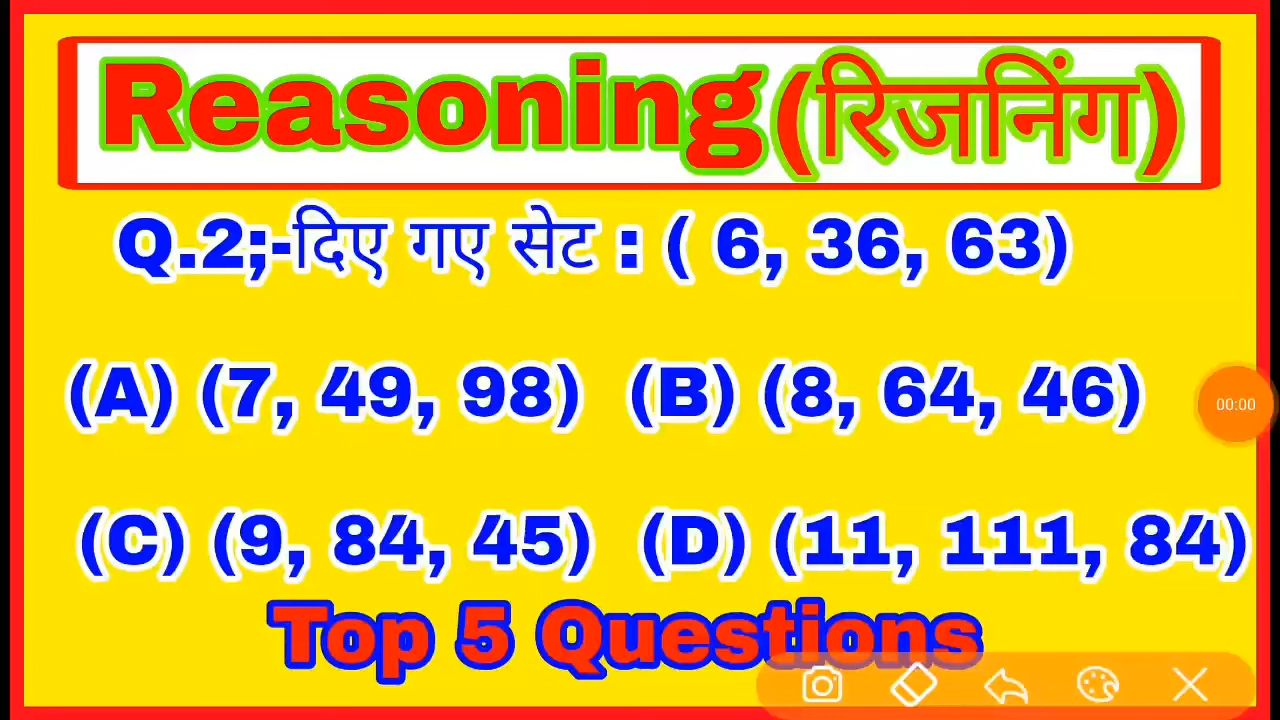 Reasoning(रिजनिंग)
Q.2;-दिए गए सेट : ( 6, 36, 63)
(A) (7, 49, 98) (B) (8, 64, 46)
00:00
(C) (9, 84, 45) (D) (11, 111, 84)
Top 5 Questions